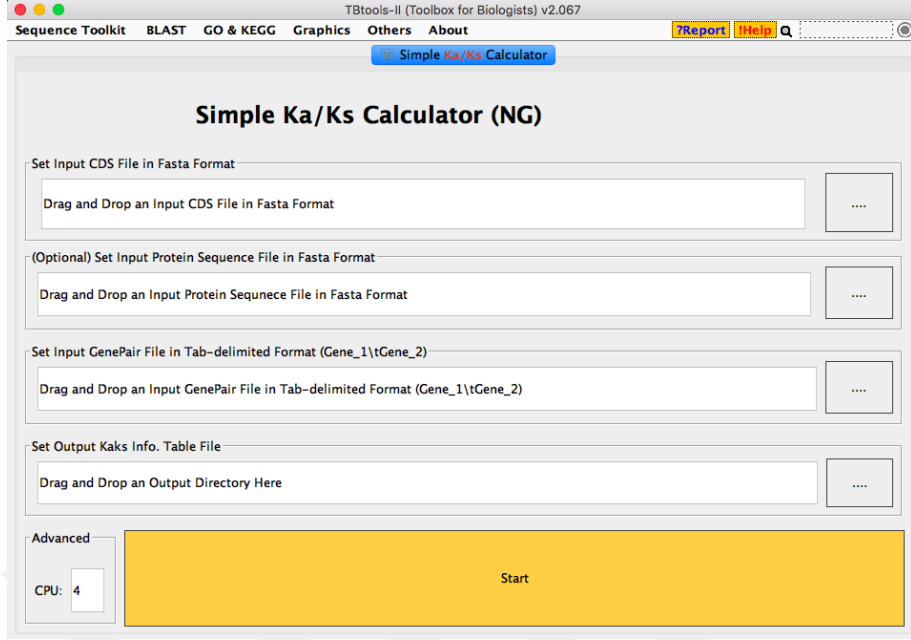 TBtools-II (Toolbox for Biologists) v2.067
Sequence Toolkit BLAST GO & KEGG Graphics Others About ?Report !Help
Simple Ka/Ks Calculator
Simple Ka/Ks Calculator (NG)
Set Input CDS File in Fasta Format
Drag and Drop an Input CDS File in Fasta Format ....
(Optional) Set Input Protein Sequence File in Fasta Format
Drag and Drop an Input Protein Sequnece File in Fasta Format ....
Set Input GenePair File in Tab-delimited Format (Gene_1\tGene_2)
Drag and Drop an Input GenePair File in Tab-delimited Format (Gene_1\tGene_2) ....
Set Output Kaks Info. Table File
Drag and Drop an Output Directory Here ....
Advanced
CPU: 4
Start